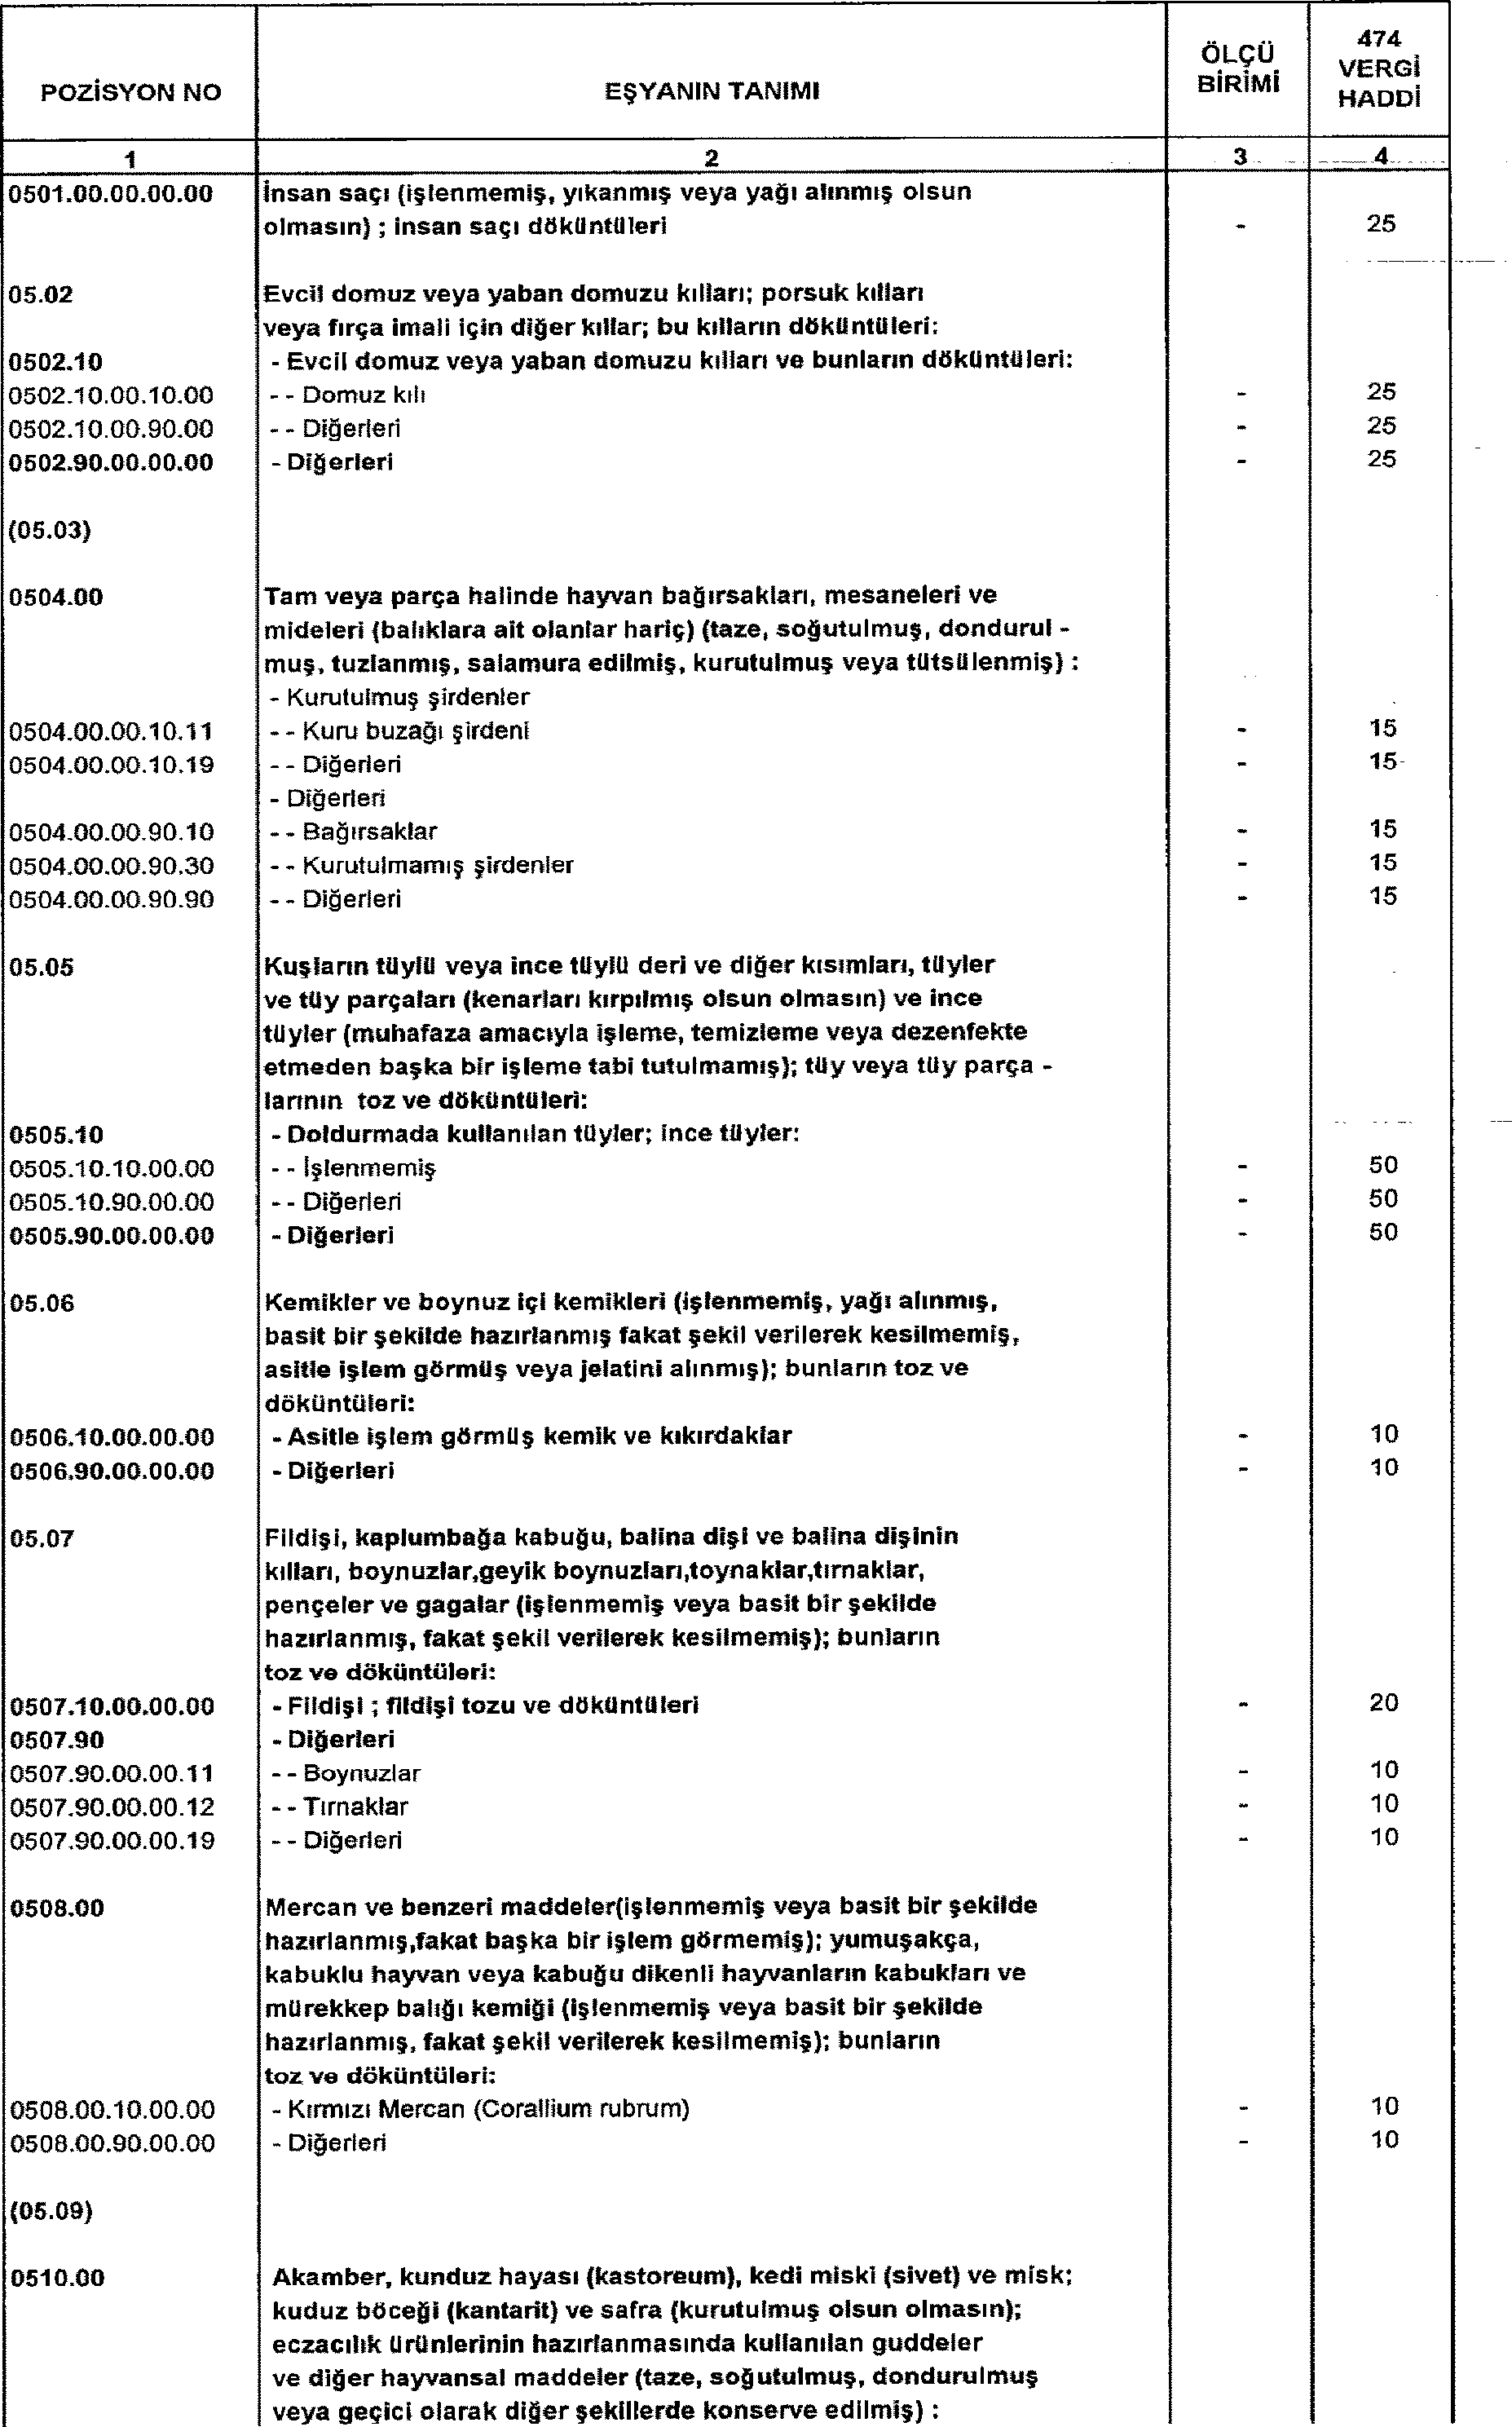 POZİSYON NO EŞYANIN TANIMI ÖLÇÜ BİRİMİ 474 VERGİ HADDİ
1 2 3 4
0501.00.00.00.00 İnsan saçı (işlenmemiş, yıkanmış veya yağı alınmış olsun
olmasın) ; insan saçı döküntüleri - 25
05.02 Evcil domuz veya yaban domuzu kılları; porsuk kılları
veya fırça imali için diğer kıllar; bu kılların döküntüleri:
0502.10 - Evcil domuz veya yaban domuzu kılları ve bunların döküntüleri:
0502.10.00.10.00 - - Domuz kılı - 25
0502.10.00.90.00 - - Diğerleri - 25
0502.90.00.00.00 - Diğerleri - 25
(05.03)
0504.00 Tam veya parça halinde hayvan bağırsakları, mesaneleri ve
mideleri (balıklara ait olanlar hariç) (taze, soğutulmuş, dondurul -
muş, tuzlanmış, salamura edilmiş, kurutulmuş veya tütsülenmiş) :
- Kurutulmuş şirdenler
0504.00.00.10.11 - - Kuru buzağı şirdeni - 15
0504.00.00.10.19 - - Diğerleri - 15
- Diğerleri
0504.00.00.90.10 - - Bağırsaklar - 15
0504.00.00.90.30 - - Kurutulmamış şirdenler - 15
0504.00.00.90.90 - - Diğerleri - 15
05.05 Kuşların tüylü veya ince tüylü deri ve diğer kısımları, tüyler
ve tüy parçaları (kenarları kırpılmış olsun olmasın) ve ince
tüyler (muhafaza amacıyla işleme, temizleme veya dezenfekte
etmeden başka bir işleme tabi tutulmamış); tüy veya tüy parça -
larının toz ve döküntüleri:
0505.10 - Doldurmada kullanılan tüyler; ince tüyler:
0505.10.10.00.00 - - İşlenmemiş - 50
0505.10.90.00.00 - - Diğerleri - 50
0505.90.00.00.00 - Diğerleri - 50
05.06 Kemikler ve boynuz içi kemikleri (işlenmemiş, yağı alınmış,
basit bir şekilde hazırlanmış fakat şekil verilerek kesilmemiş,
asitle işlem görmüş veya jelatini alınmış); bunların toz ve
döküntüleri:
0506.10.00.00.00 - Asitle işlem görmüş kemik ve kıkırdaklar - 10
0506.90.00.00.00 - Diğerleri - 10
05.07 Fildişi, kaplumbağa kabuğu, balina dişi ve balina dişinin
kılları, boynuzlar,geyik boynuzları,toynaklar,tırnaklar,
pençeler ve gagalar (işlenmemiş veya basit bir şekilde
hazırlanmış, fakat şekil verilerek kesilmemiş); bunların
toz ve döküntüleri:
0507.10.00.00.00 - Fildişi ; fildişi tozu ve döküntüleri - 20
0507.90 - Diğerleri
0507.90.00.00.11 - - Boynuzlar - 10
0507.90.00.00.12 - - Tırnaklar - 10
0507.90.00.00.19 - - Diğerleri - 10
0508.00 Mercan ve benzeri maddeler(işlenmemiş veya basit bir şekilde
hazırlanmış,fakat başka bir işlem görmemiş); yumuşakça,
kabuklu hayvan veya kabuğu dikenli hayvanların kabukları ve
mürekkep balığı kemiği (işlenmemiş veya basit bir şekilde
hazırlanmış, fakat şekil verilerek kesilmemiş); bunların
toz ve döküntüleri:
0508.00.10.00.00 - Kırmızı Mercan (Corallium rubrum) - 10
0508.00.90.00.00 - Diğerleri - 10
(05.09)
0510.00 Akamber, kunduz hayası (kastoreum), kedi miski (sivet) ve misk;
kuduz böceği (kantarit) ve safra (kurutulmuş olsun olmasın);
eczacılık ürünlerinin hazırlanmasında kullanılan guddeler
ve diğer hayvansal maddeler (taze, soğutulmuş, dondurulmuş
veya geçici olarak diğer şekillerde konserve edilmiş) :